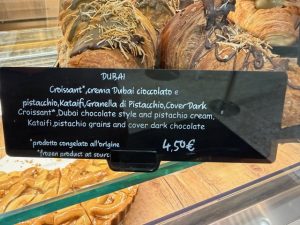 DUBAI
Croissant*,crema Dubai cioccolato e
pistacchio,Kataifi,Granella di Pistacchio,Cover Dark
Croissant*,Dubai chocolate style and pistachio cream,
Kataifi,pistachio grains and cover dark chocolate
*prodotto congelato all'origine
*frozen product at source
4,50€